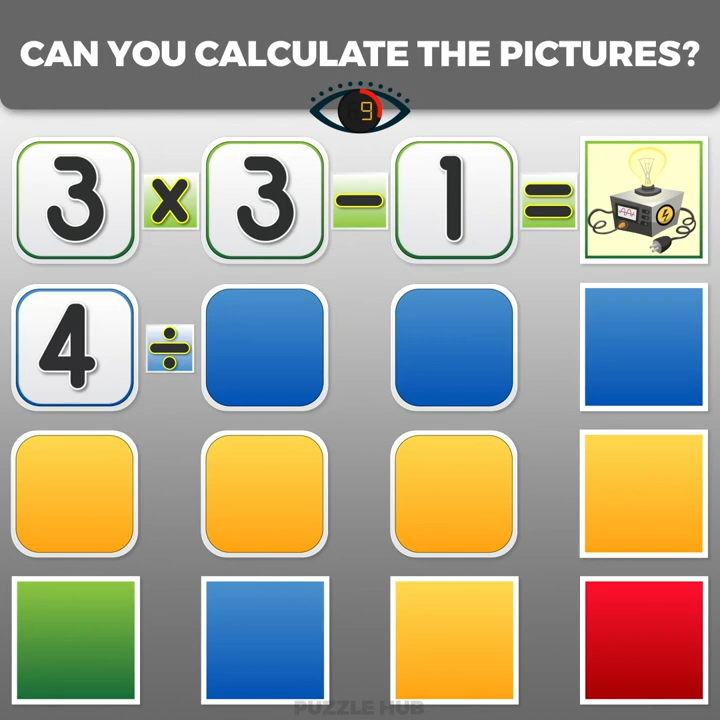 CAN YOU CALCULATE THE PICTURES?
9
3 x 3 − 1 =
4 ÷
PUZZLE HUB